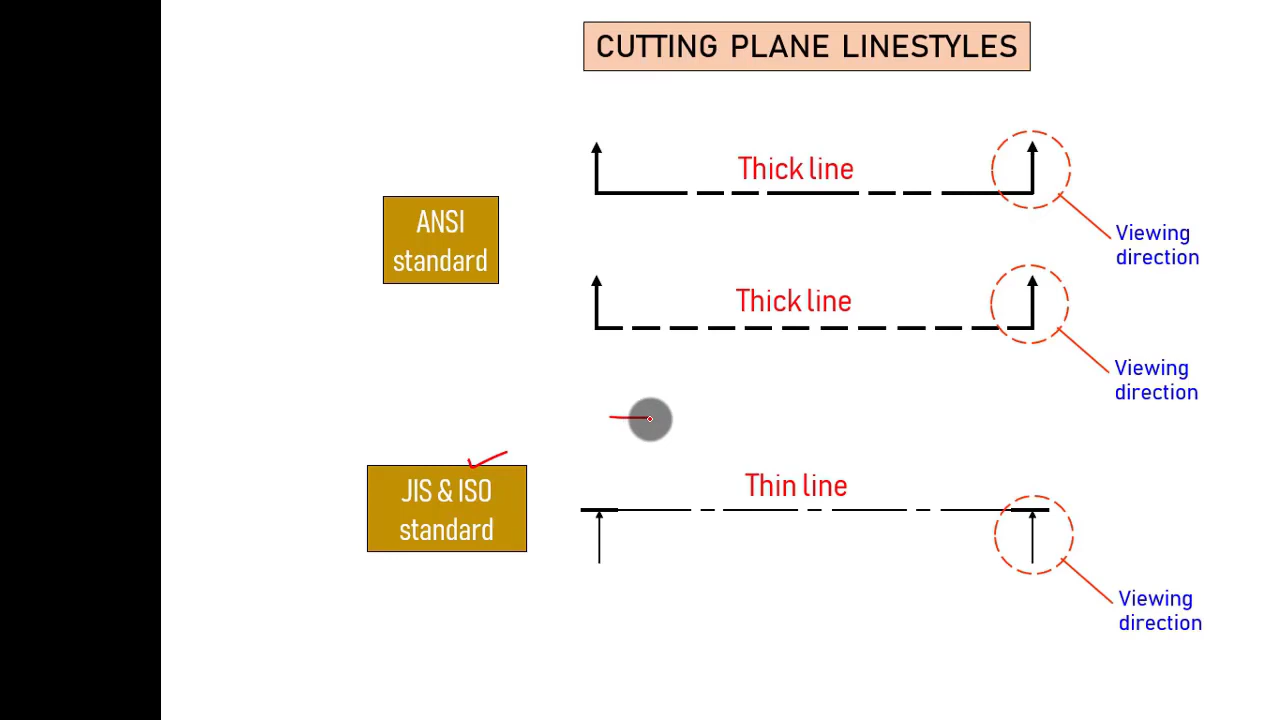 CUTTING PLANE LINESTYLES
Thick line
ANSI
standard
Viewing
direction
Thick line
Viewing
direction
JIS & ISO
standard
Thin line
Viewing
direction